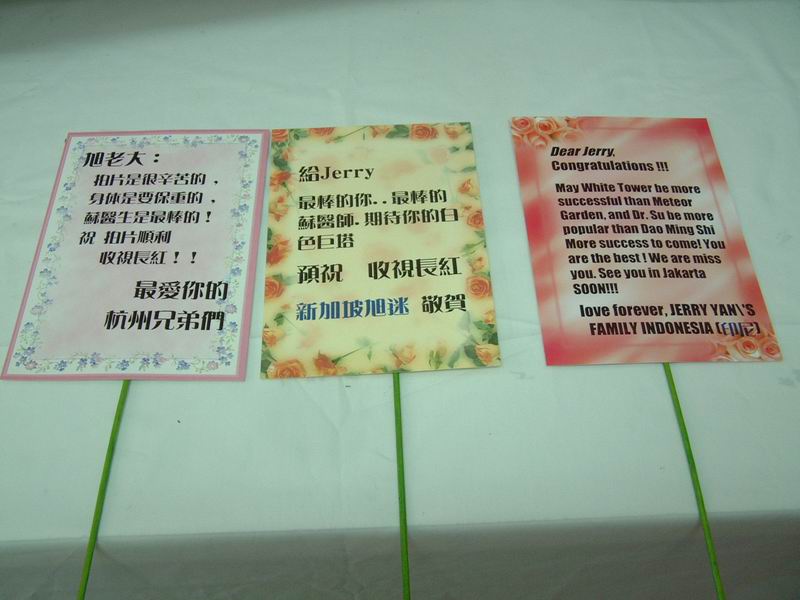 旭老大：
拍片是很辛苦的，
身体是要保重的，
蘇醫生是最棒的！
祝 拍片順利
收視長紅！！
最愛你的
杭州兄弟們
給Jerry
最棒的你..最棒的
蘇醫師.期待你的白
色巨塔
預祝 收視長紅
新加坡旭迷 敬賀
Dear Jerry,
Congratulations !!!
May White Tower be more
successful than Meteor
Garden, and Dr. Su be more
popular than Dao Ming Shi
More success to come! You
are the best ! We are miss
you. See you in Jakarta
SOON!!!
love forever, JERRY YAN\'S
FAMILY INDONESIA (印尼)